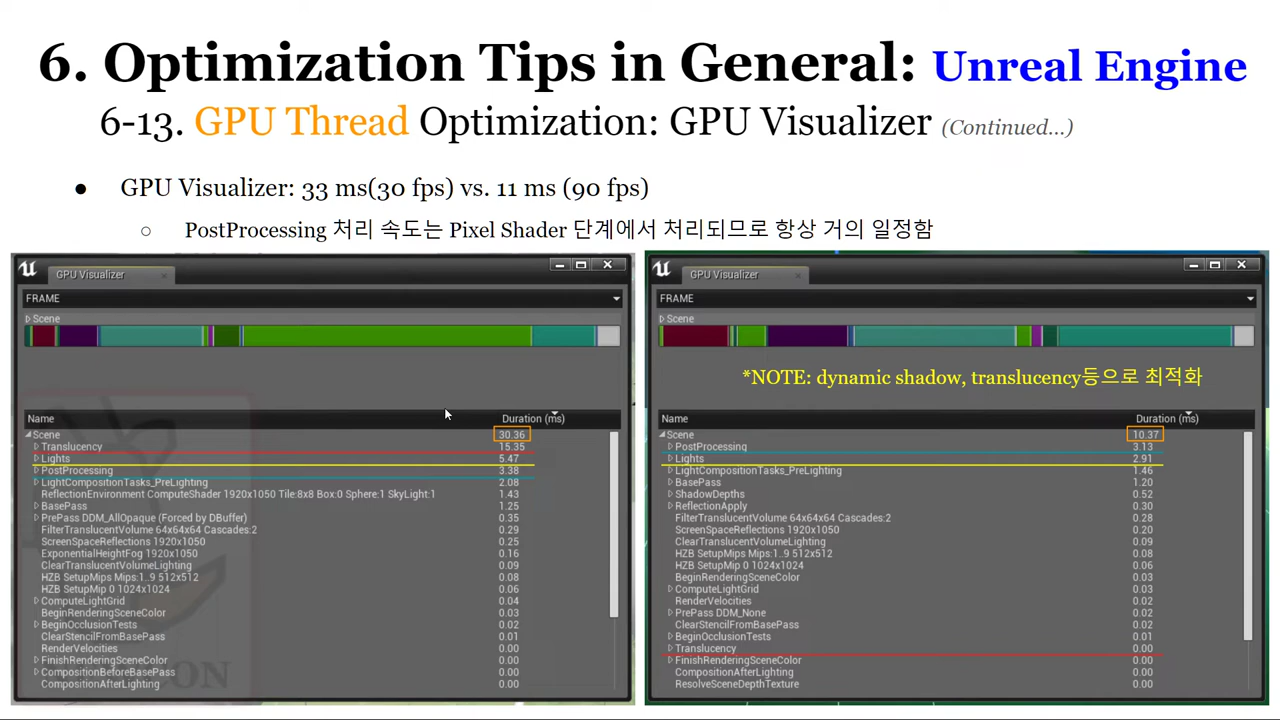 6. Optimization Tips in General: Unreal Engine
6-13. GPU Thread Optimization: GPU Visualizer (Continued...)
● GPU Visualizer: 33 ms(30 fps) vs. 11 ms (90 fps)
○ PostProcessing 처리 속도는 Pixel Shader 단계에서 처리되므로 항상 거의 일정함
GPU Visualizer
FRAME
Scene
Name Duration (ms)
Scene 30.36
Translucency 15.35
Lights 5.47
PostProcessing 3.38
LightCompositionTasks_PreLighting 2.08
ReflectionEnvironment ComputeShader 1920x1050 Tile:8x8 Box:0 Sphere:1 SkyLight:1 1.43
BasePass 1.25
PrePass DDM_AllOpaque (Forced by DBuffer) 0.35
FilterTranslucentVolume 64x64x64 Cascades:2 0.29
ScreenSpaceReflections 1920x1050 0.25
ExponentialHeightFog 1920x1050 0.16
ClearTranslucentVolumeLighting 0.09
HZB SetupMips Mips:1..9 512x512 0.08
HZB SetupMip 0 1024x1024 0.06
ComputeLightGrid 0.04
BeginRenderingSceneColor 0.03
BeginOcclusionTests 0.02
ClearStencilFromBasePass 0.01
RenderVelocities 0.00
FinishRenderingSceneColor 0.00
CompositionBeforeBasePass 0.00
CompositionAfterLighting 0.00
GPU Visualizer
FRAME
Scene
*NOTE: dynamic shadow, translucency등으로 최적화
Name Duration (ms)
Scene 10.37
PostProcessing 3.13
Lights 2.91
LightCompositionTasks_PreLighting 1.46
BasePass 1.20
ShadowDepths 0.52
ReflectionApply 0.30
FilterTranslucentVolume 64x64x64 Cascades:2 0.28
ScreenSpaceReflections 1920x1050 0.20
ClearTranslucentVolumeLighting 0.09
HZB SetupMips Mips:1..9 512x512 0.08
HZB SetupMip 0 1024x1024 0.06
BeginRenderingSceneColor 0.03
ComputeLightGrid 0.03
RenderVelocities 0.02
PrePass DDM_None 0.02
ClearStencilFromBasePass 0.02
BeginOcclusionTests 0.01
Translucency 0.00
FinishRenderingSceneColor 0.00
CompositionAfterLighting 0.00
ResolveSceneDepthTexture 0.00